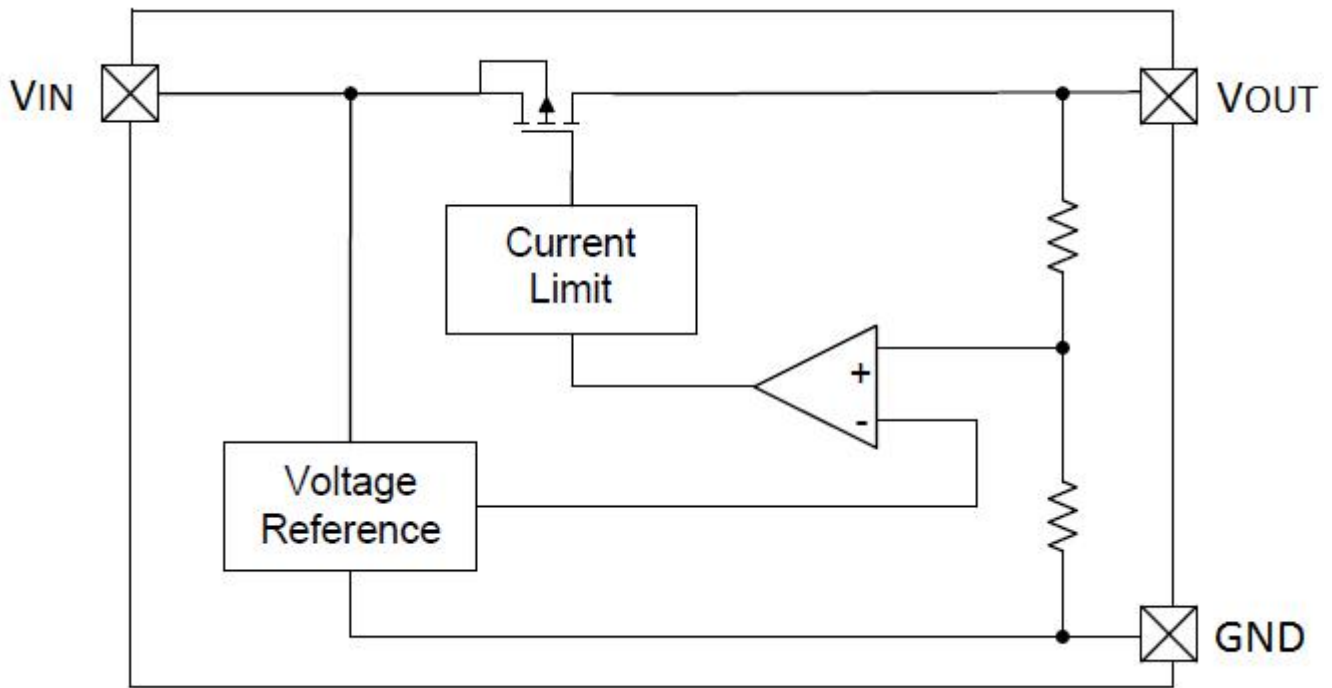 VIN
VOUT
Current
Limit
+
-
Voltage
Reference
GND